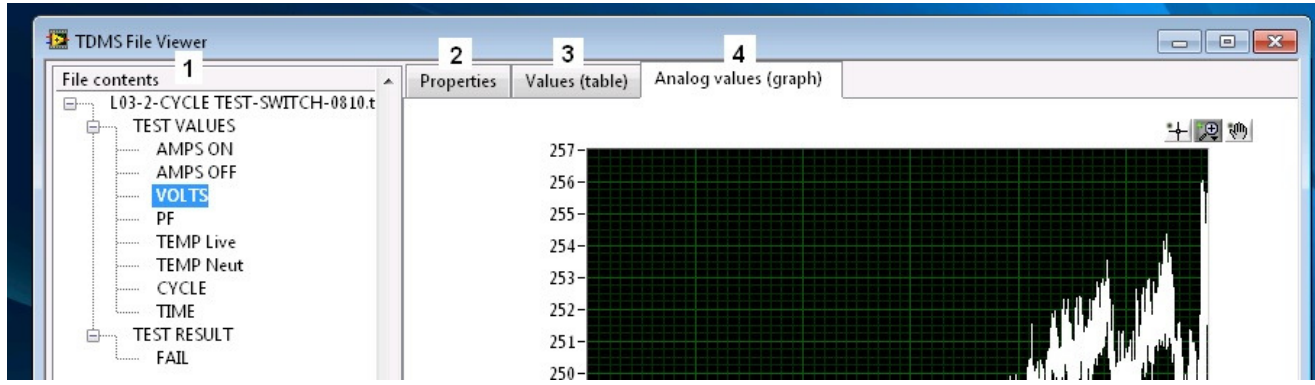 TDMS File Viewer
1
2
3
4
File contents
Properties
Values (table)
Analog values (graph)
L03-2-CYCLE TEST-SWITCH-0810.t
TEST VALUES
AMPS ON
AMPS OFF
VOLTS
PF
TEMP Live
TEMP Neut
CYCLE
TIME
TEST RESULT
FAIL
257
256
255
254
253
252
251
250